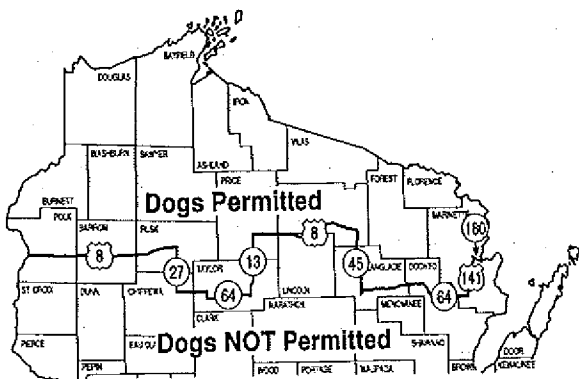 BAYFIELD
DOUGLAS
IRON
VILAS
WASHBURN SAWYER
ASHLAND
PRICE
FOREST
FLORENCE
BURNETT
Dogs Permitted
MARINETTE
POLK
180
BARRON
RUSK
8
8
13
45
27
TAYLOR
LANGLADE
OCONTO
141
ST CROIX
DUNN
CHIPPEWA
64
LINCOLN
64
MARATHON
MENOMINEE
CLARK
PIERCE
EAU CLAIRE
Dogs NOT Permitted
SHAWANO
DOOR
PEPIN
WOOD
PORTAGE
WAUPACA
BROWN
KEWAUNEE